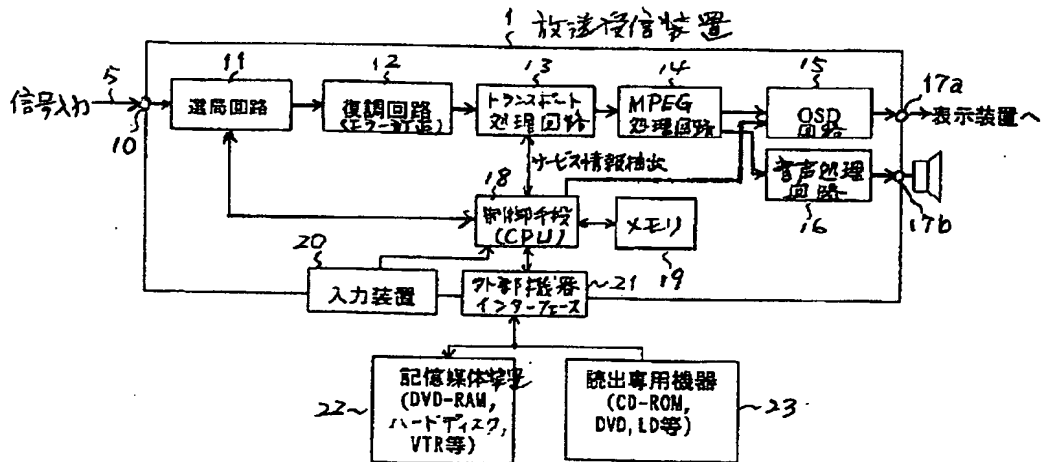 1 放送受信装置
信号入力
5
10
11
選局回路
12
復調回路
(エラー訂正)
13
トランスポート
処理回路
14
MPEG
処理回路
15
OSD
回路
17a
表示装置へ
サービス情報抽出
音声処理
回路
16
17b
18
制御手段
(CPU)
メモリ
19
20
入力装置
外部機器
インターフェース
21
記憶媒体装置
(DVD-RAM,
ハードディスク,
VTR等)
22
読出専用機器
(CD-ROM,
DVD, LD等)
23